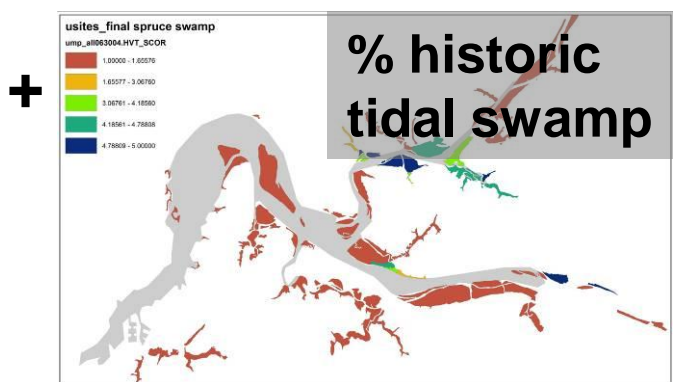 +
usites_final spruce swamp
ump_all063004.HVT_SCOR
1.00000 - 1.65576
1.65577 - 3.06760
3.06761 - 4.18560
4.18561 - 4.78808
4.78809 - 5.00000
% historic
tidal swamp